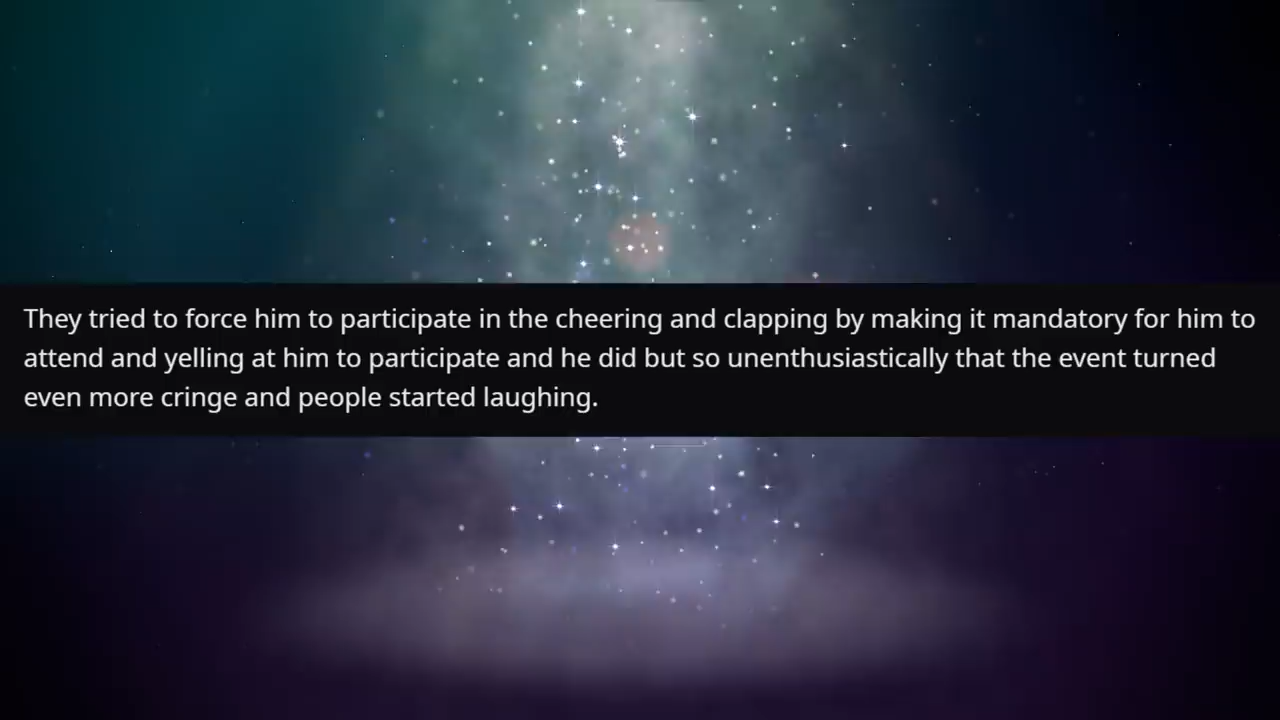 They tried to force him to participate in the cheering and clapping by making it mandatory for him to
attend and yelling at him to participate and he did but so unenthusiastically that the event turned
even more cringe and people started laughing.